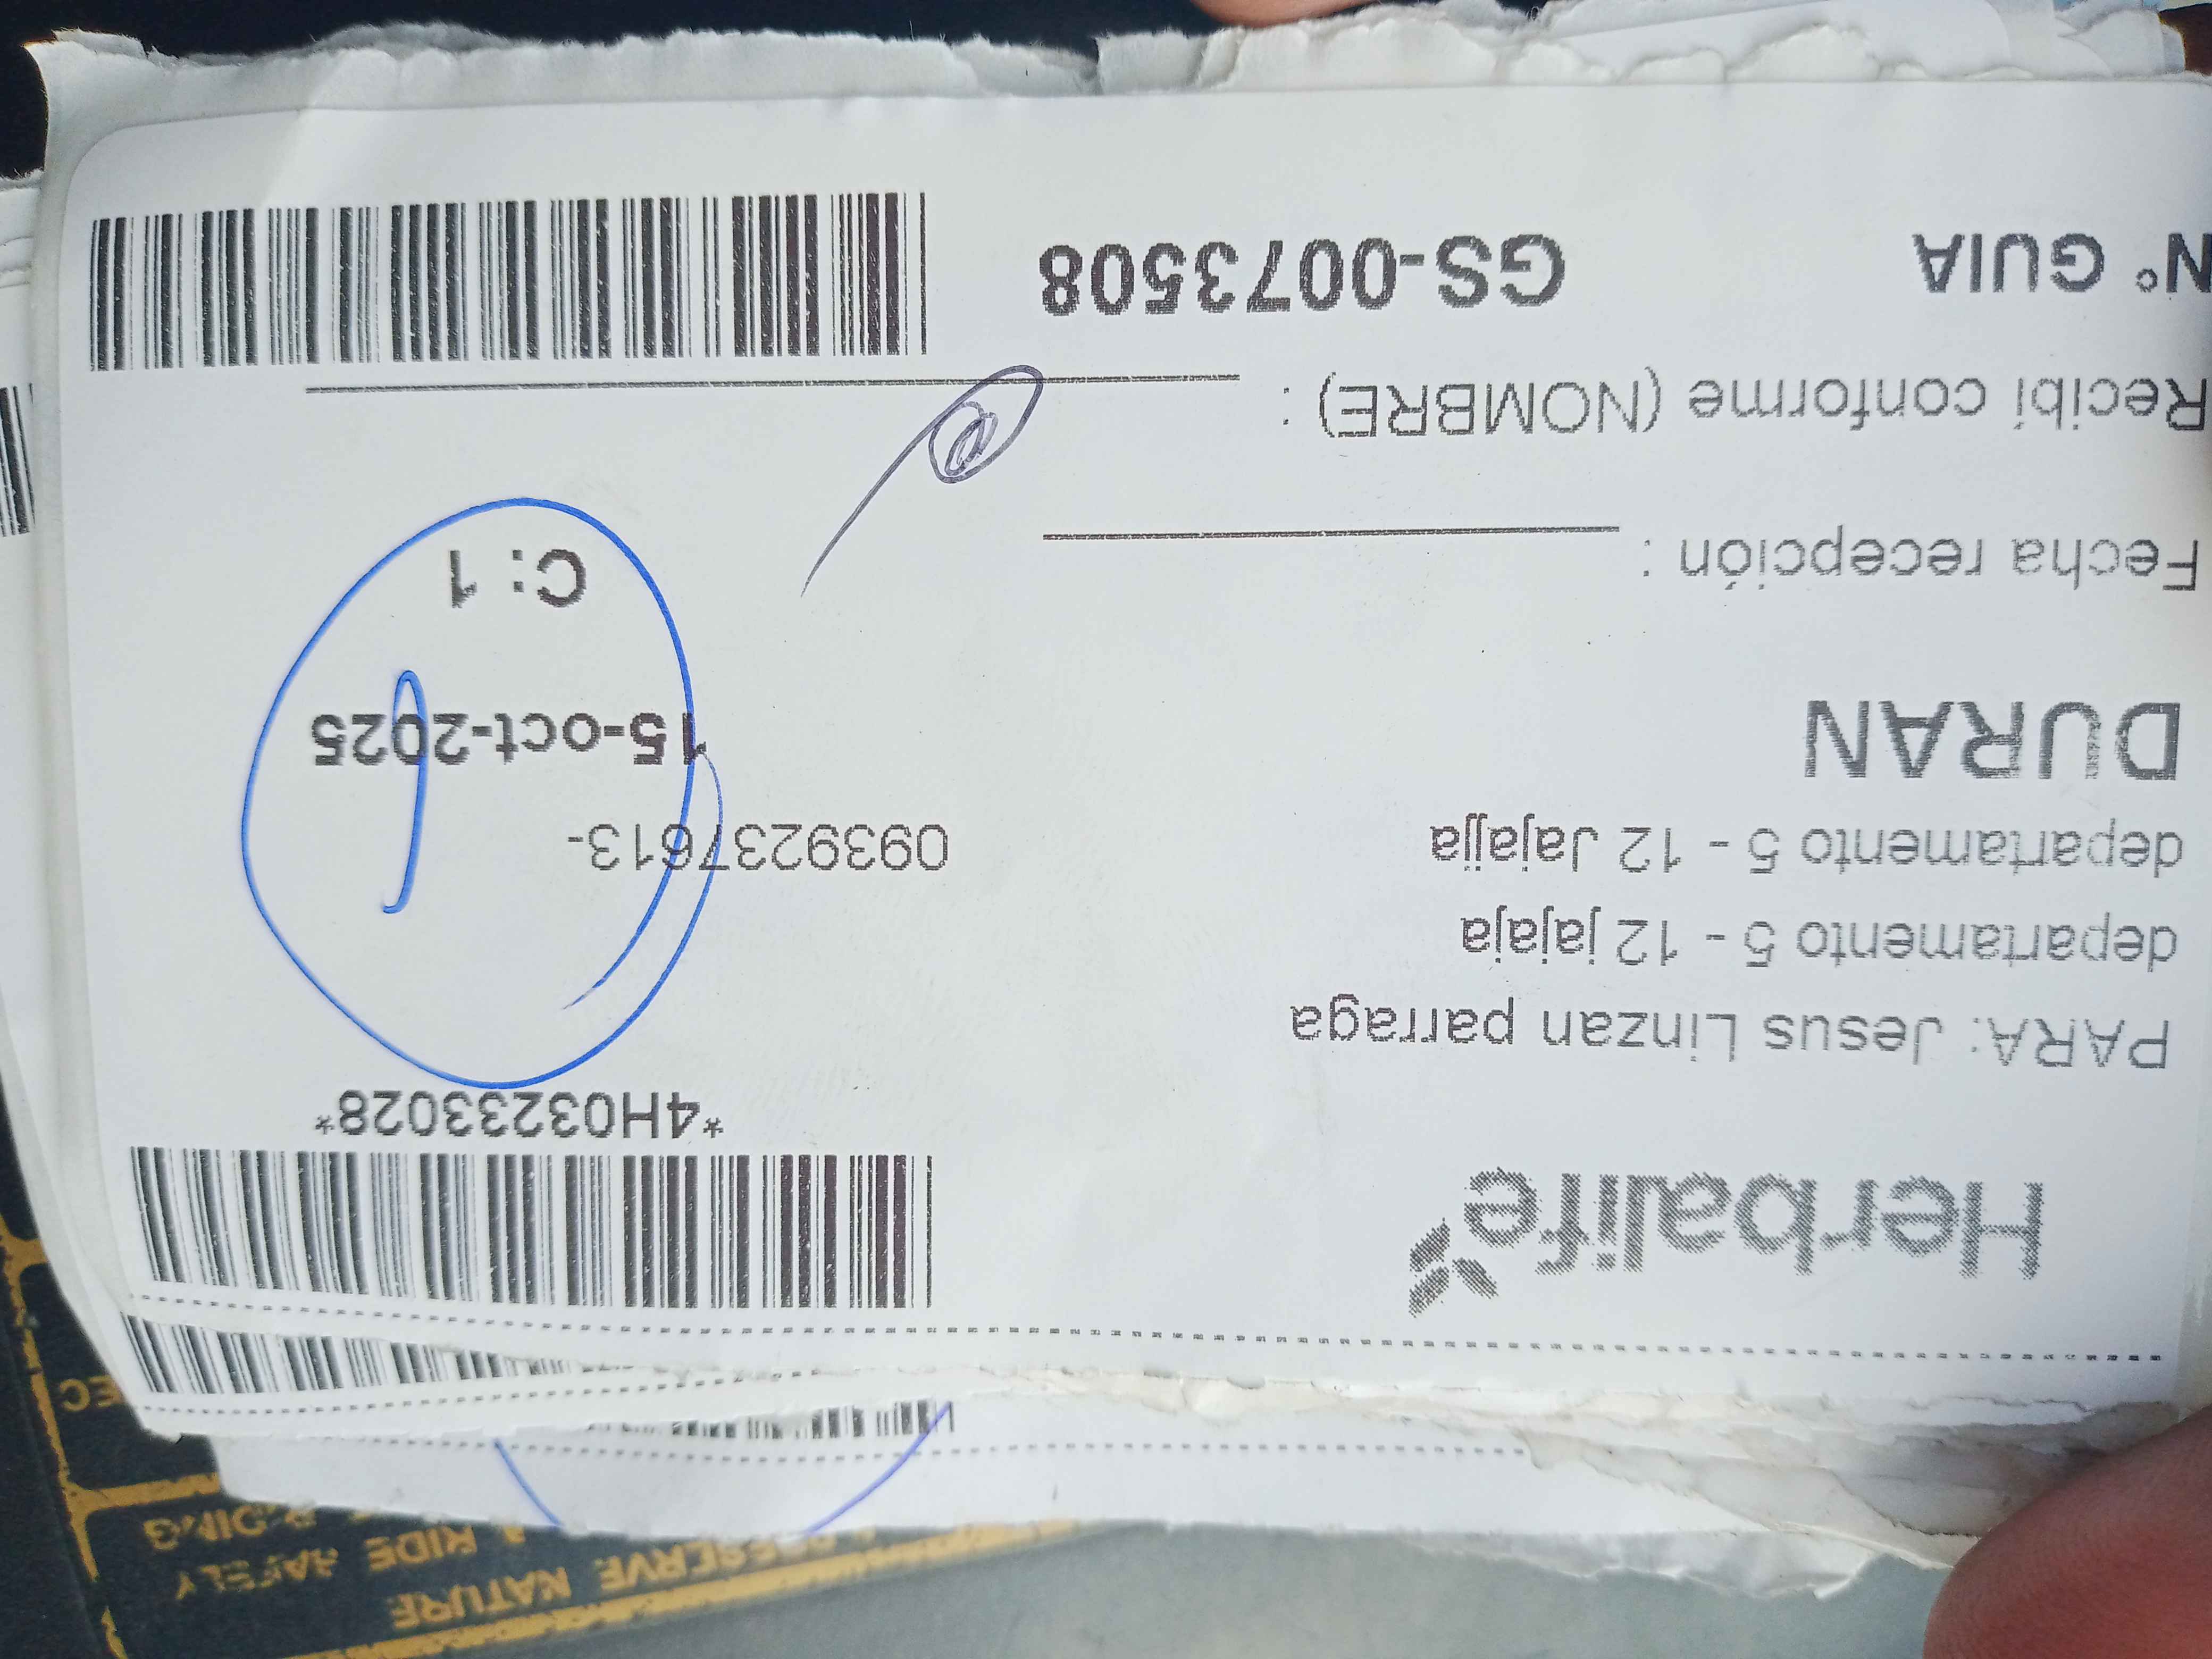 Herbalife
*4H03233028*
PARA: Jesus Linzan parraga
departamento 5 - 12 jajaja
departamento 5 - 12 Jajajja
0939237613-
DURAN
15-oct-2025
Fecha recepción :
C: 1
Recibí conforme (NOMBRE) :
N° GUIA GS-0073508
PRESERVE NATURE
RIDE SAFELY